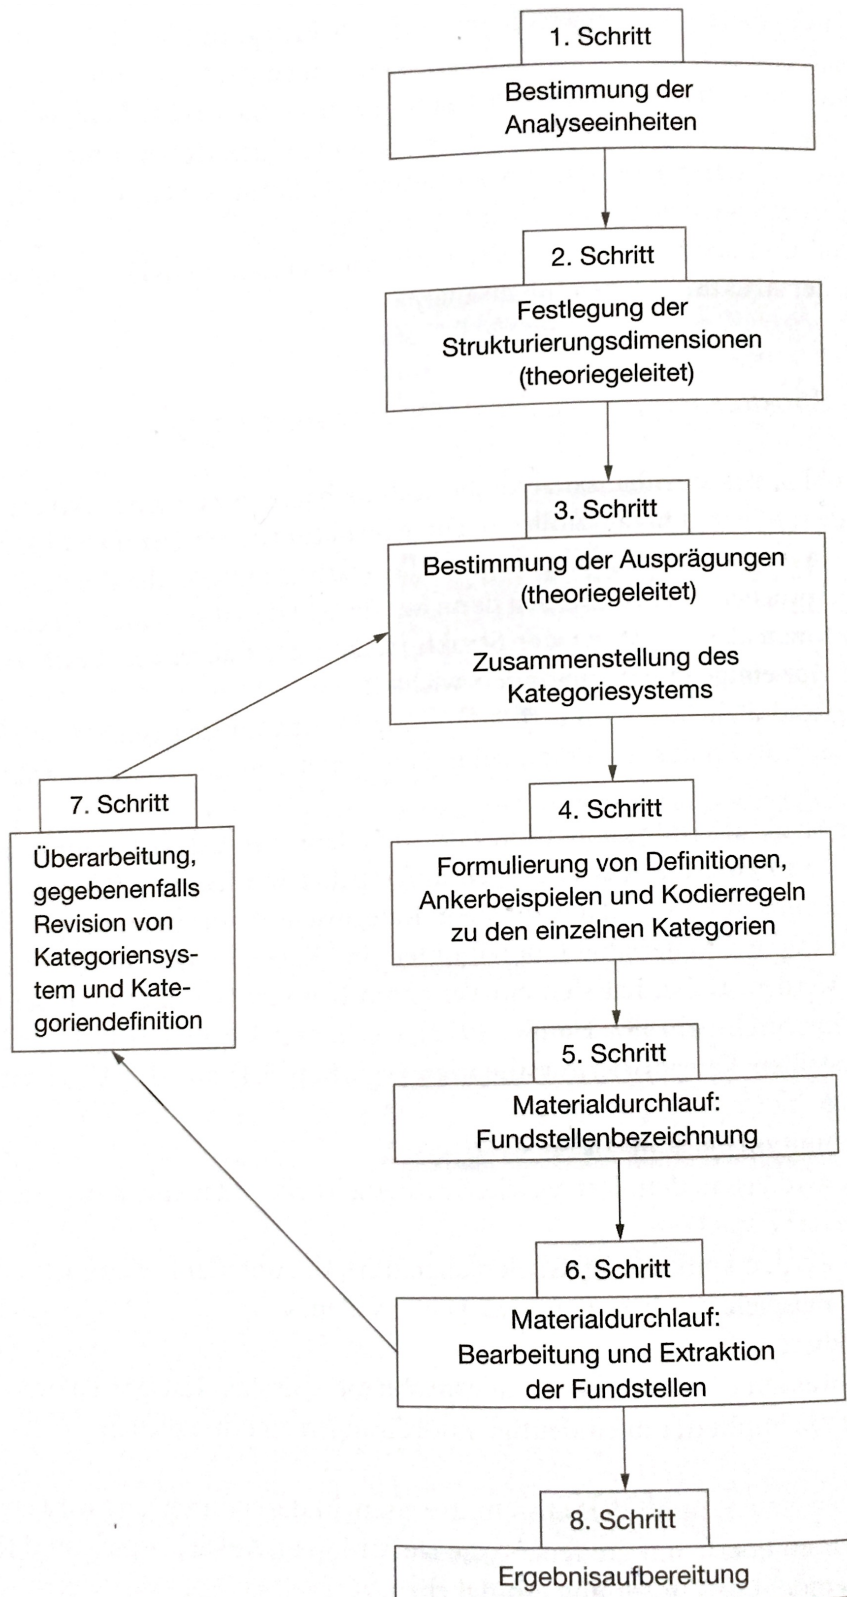 1. Schritt
Bestimmung der
Analyseeinheiten
2. Schritt
Festlegung der
Strukturierungsdimensionen
(theoriegeleitet)
3. Schritt
Bestimmung der Ausprägungen
(theoriegeleitet)
Zusammenstellung des
Kategoriesystems
4. Schritt
Formulierung von Definitionen,
Ankerbeispielen und Kodierregeln
zu den einzelnen Kategorien
5. Schritt
Materialdurchlauf:
Fundstellenbezeichnung
6. Schritt
Materialdurchlauf:
Bearbeitung und Extraktion
der Fundstellen
7. Schritt
Überarbeitung,
gegebenenfalls
Revision von
Kategoriensys-
tem und Kate-
goriendefinition
8. Schritt
Ergebnisaufbereitung